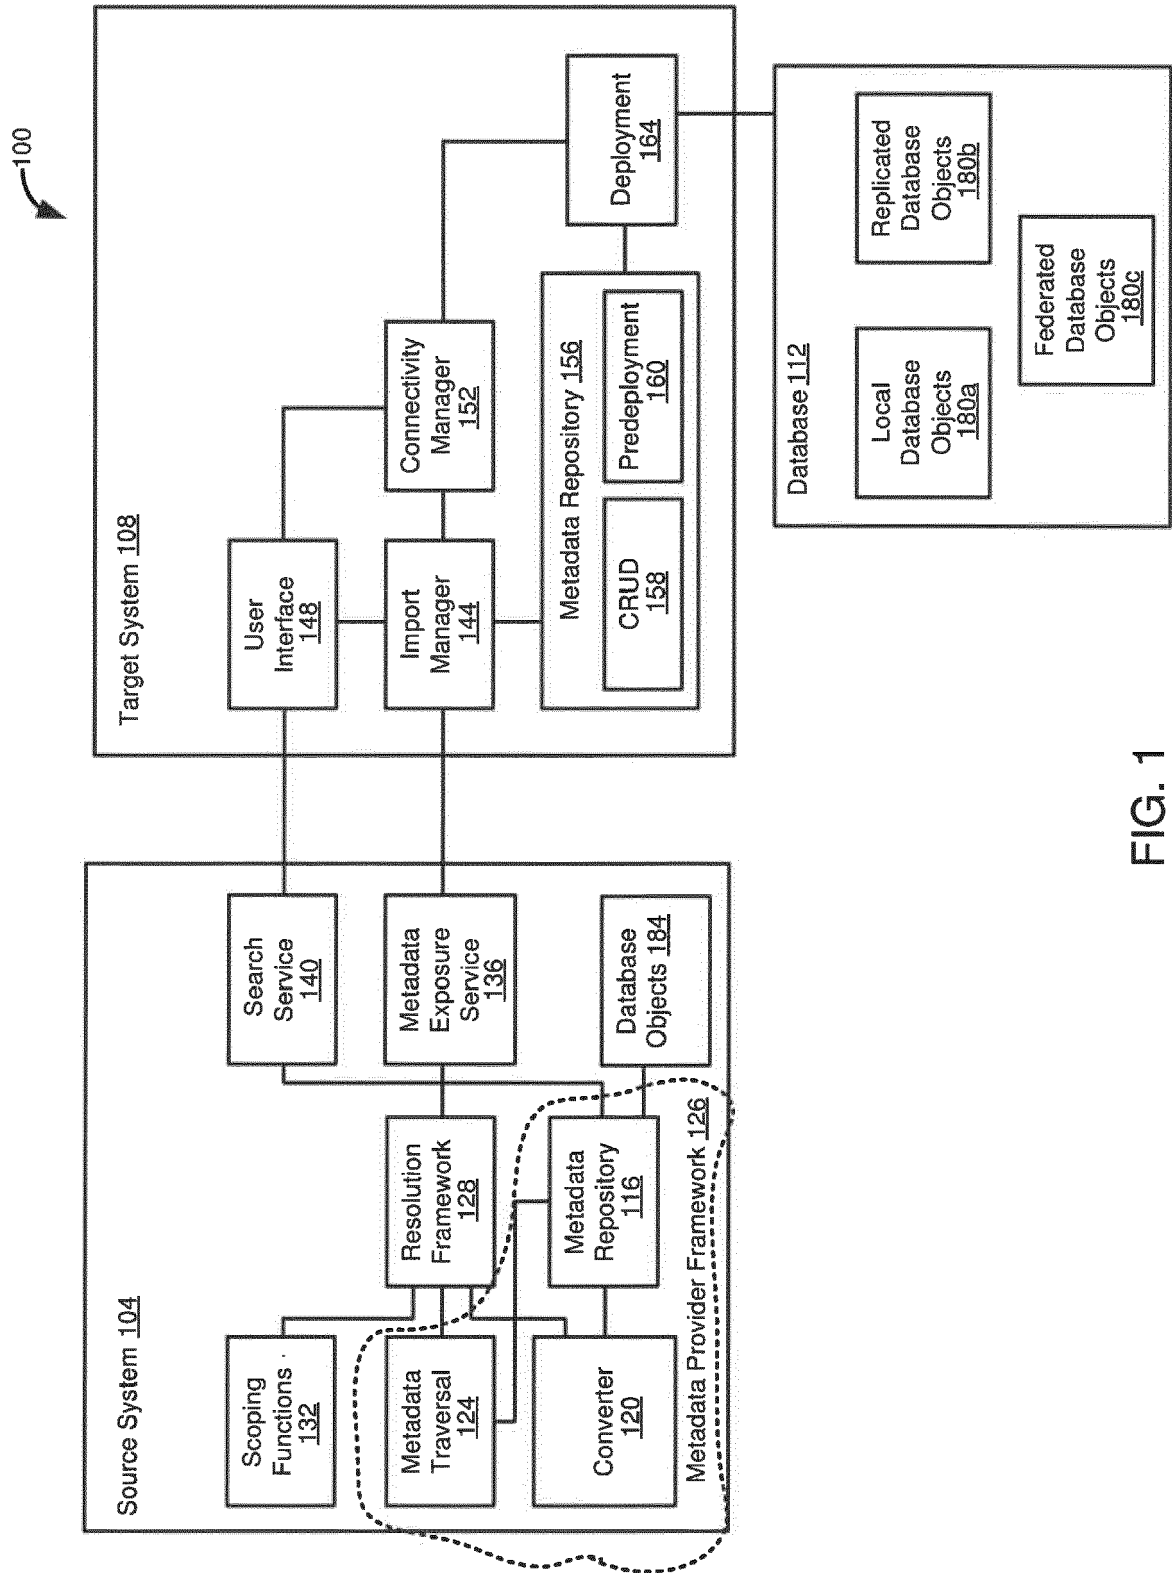 100
Source System 104
Scoping
Functions
132
Metadata
Traversal
124
Converter
120
Metadata Provider Framework 126
Resolution
Framework
128
Metadata
Repository
116
Search
Service
140
Metadata
Exposure
Service
136
Database
Objects 184
Target System 108
User
Interface
148
Import
Manager
144
Connectivity
Manager
152
Metadata Repository 156
CRUD
158
Predeployment
160
Deployment
164
Database 112
Local
Database
Objects
180a
Replicated
Database
Objects
180b
Federated
Database
Objects
180c
FIG. 1